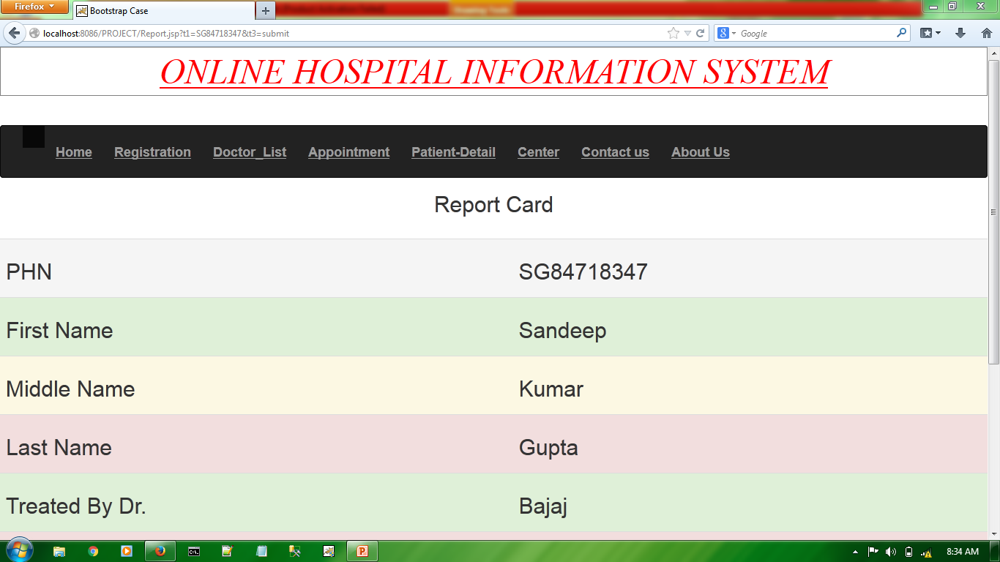 Firefox
Bootstrap Case
localhost:8086/PROJECT/Report.jsp?t1=SG84718347&t3=submit
Google
ONLINE HOSPITAL INFORMATION SYSTEM
Home Registration Doctor_List Appointment Patient-Detail Center Contact us About Us
Report Card
PHN SG84718347
First Name Sandeep
Middle Name Kumar
Last Name Gupta
Treated By Dr. Bajaj
8:34 AM